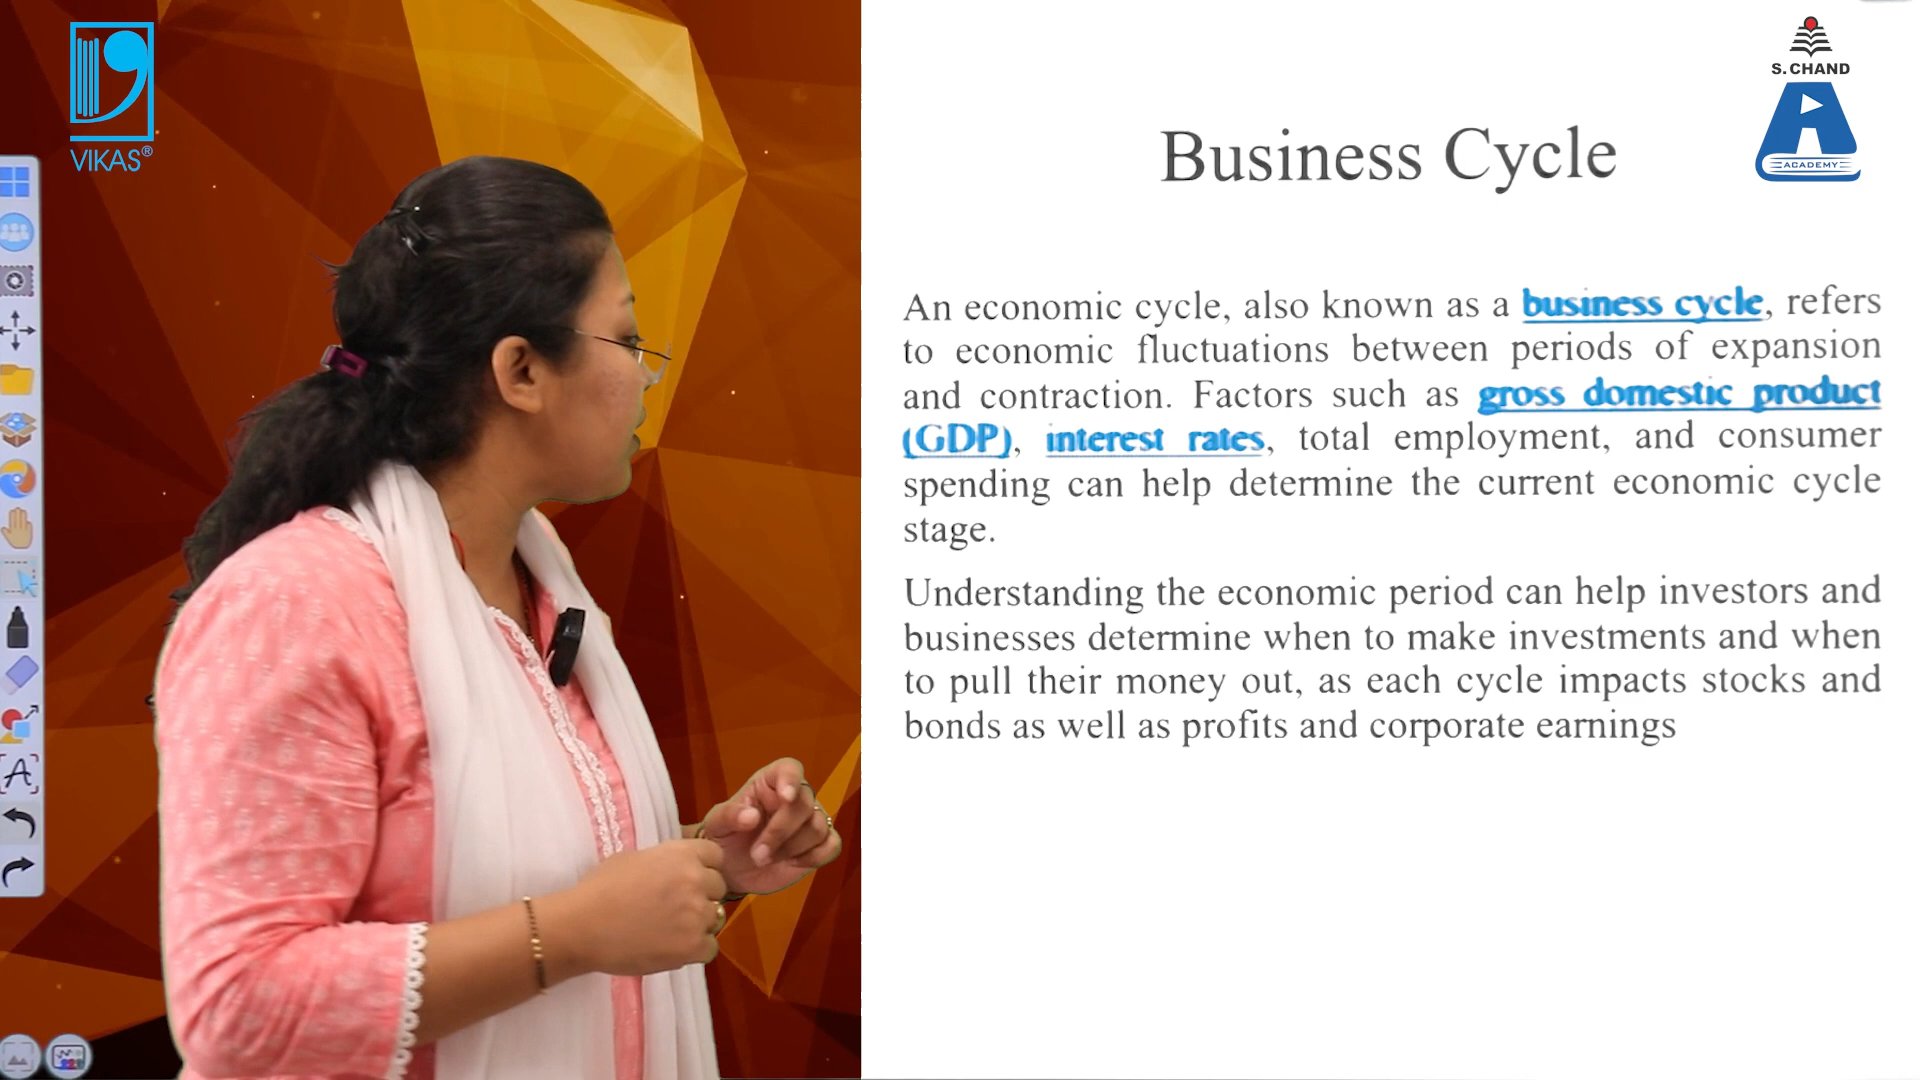 VIKAS®
S. CHAND
ACADEMY
Business Cycle
An economic cycle, also known as a business cycle, refers
to economic fluctuations between periods of expansion
and contraction. Factors such as gross domestic product
(GDP), interest rates, total employment, and consumer
spending can help determine the current economic cycle
stage.
Understanding the economic period can help investors and
businesses determine when to make investments and when
to pull their money out, as each cycle impacts stocks and
bonds as well as profits and corporate earnings